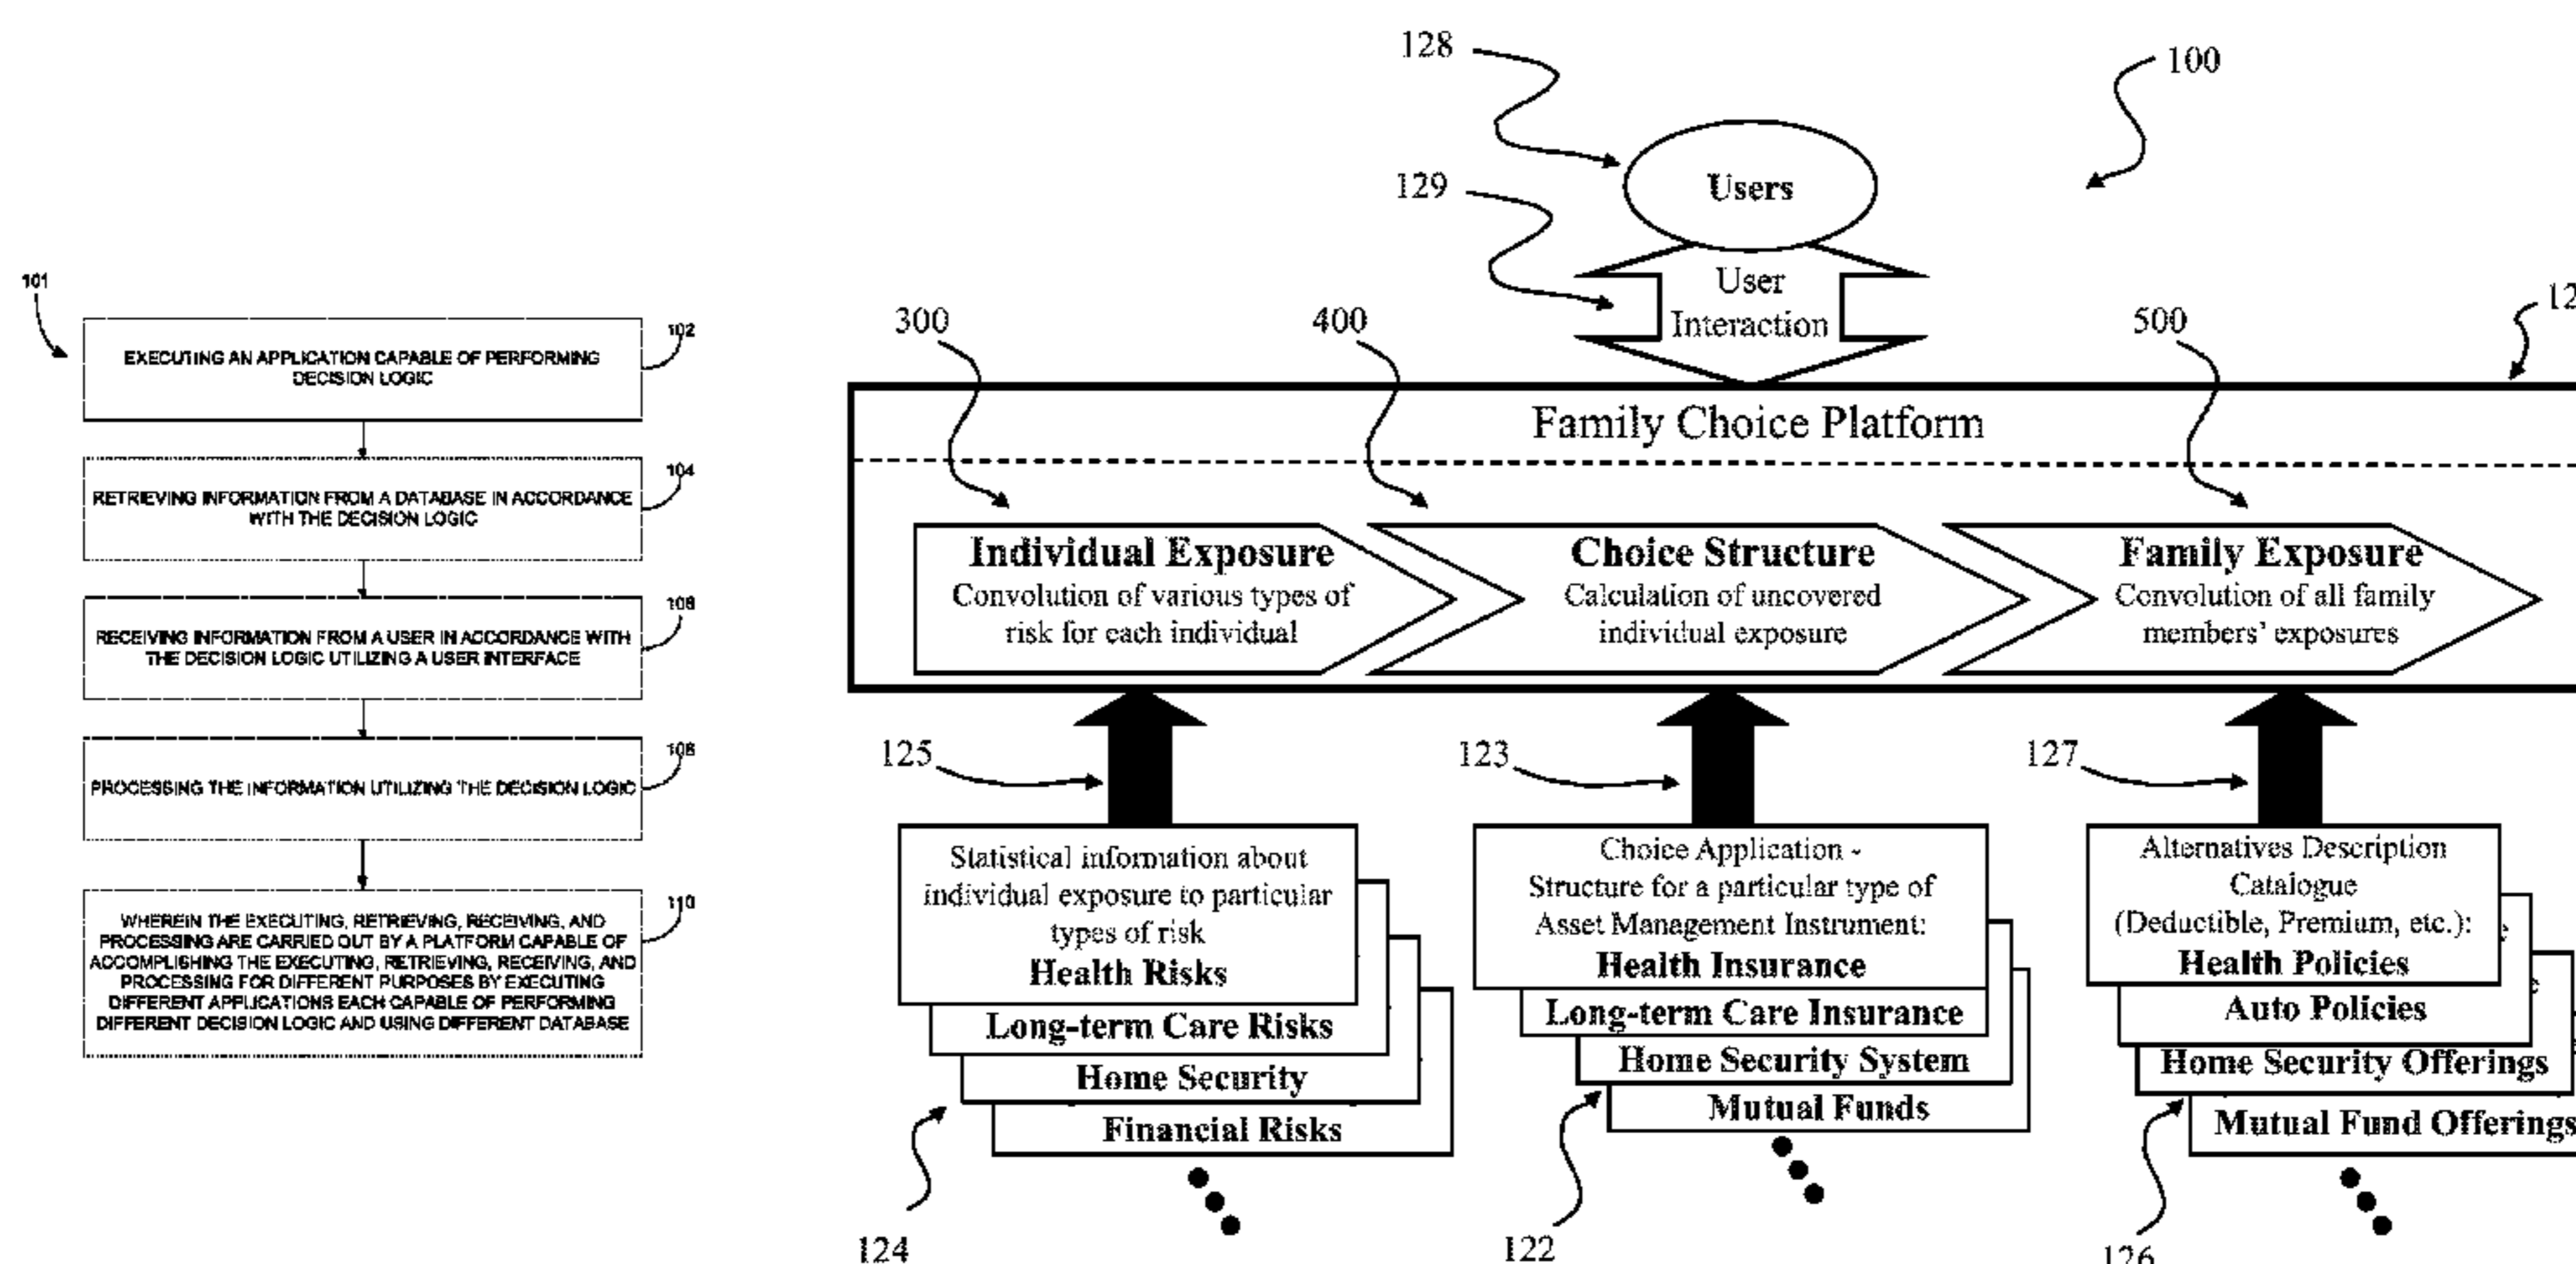 101
102
EXECUTING AN APPLICATION CAPABLE OF PERFORMING
DECISION LOGIC
104
RETRIEVING INFORMATION FROM A DATABASE IN ACCORDANCE
WITH THE DECISION LOGIC
RECEIVING INFORMATION FROM A USER IN ACCORDANCE WITH
THE DECISION LOGIC UTILIZING A USER INTERFACE
108
PROCESSING THE INFORMATION UTILIZING THE DECISION LOGIC
110
WHEREIN THE EXECUTING, RETRIEVING, RECEIVING, AND
PROCESSING ARE CARRIED OUT BY A PLATFORM CAPABLE OF
ACCOMPLISHING THE EXECUTING, RETRIEVING, RECEIVING, AND
PROCESSING FOR DIFFERENT PURPOSES BY EXECUTING
DIFFERENT APPLICATIONS EACH CAPABLE OF PERFORMING
DIFFERENT DECISION LOGIC AND USING DIFFERENT DATABASE
128
100
Users
129
User
Interaction
300
400
500
Family Choice Platform
Individual Exposure
Convolution of various types of
risk for each individual
Choice Structure
Calculation of uncovered
individual exposure
Family Exposure
Convolution of all family
members' exposures
125
123
127
Statistical information about
individual exposure to particular
types of risk
Health Risks
Long-term Care Risks
Home Security
Financial Risks
124
Choice Application -
Structure for a particular type of
Asset Management Instrument:
Health Insurance
Long-term Care Insurance
Home Security System
Mutual Funds
122
Alternatives Description
Catalogue
(Deductible, Premium, etc.):
Health Policies
Auto Policies
Home Security Offerings
Mutual Fund Offerings
126